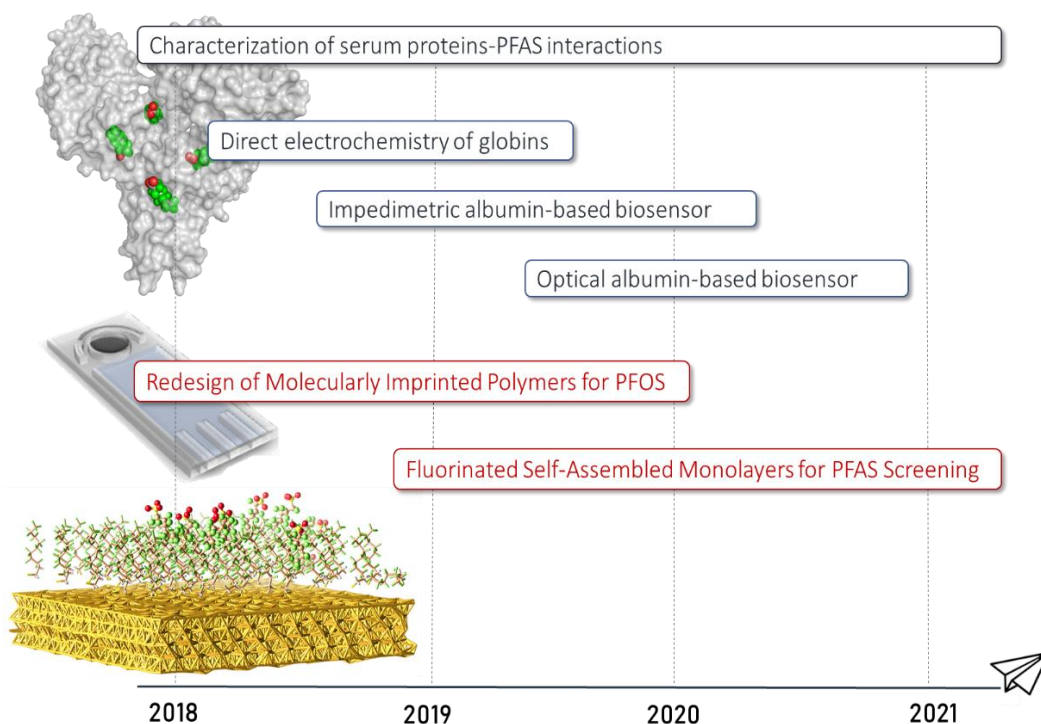 Characterization of serum proteins-PFAS interactions
Direct electrochemistry of globins
Impedimetric albumin-based biosensor
Optical albumin-based biosensor
Redesign of Molecularly Imprinted Polymers for PFOS
Fluorinated Self-Assembled Monolayers for PFAS Screening
2018 2019 2020 2021